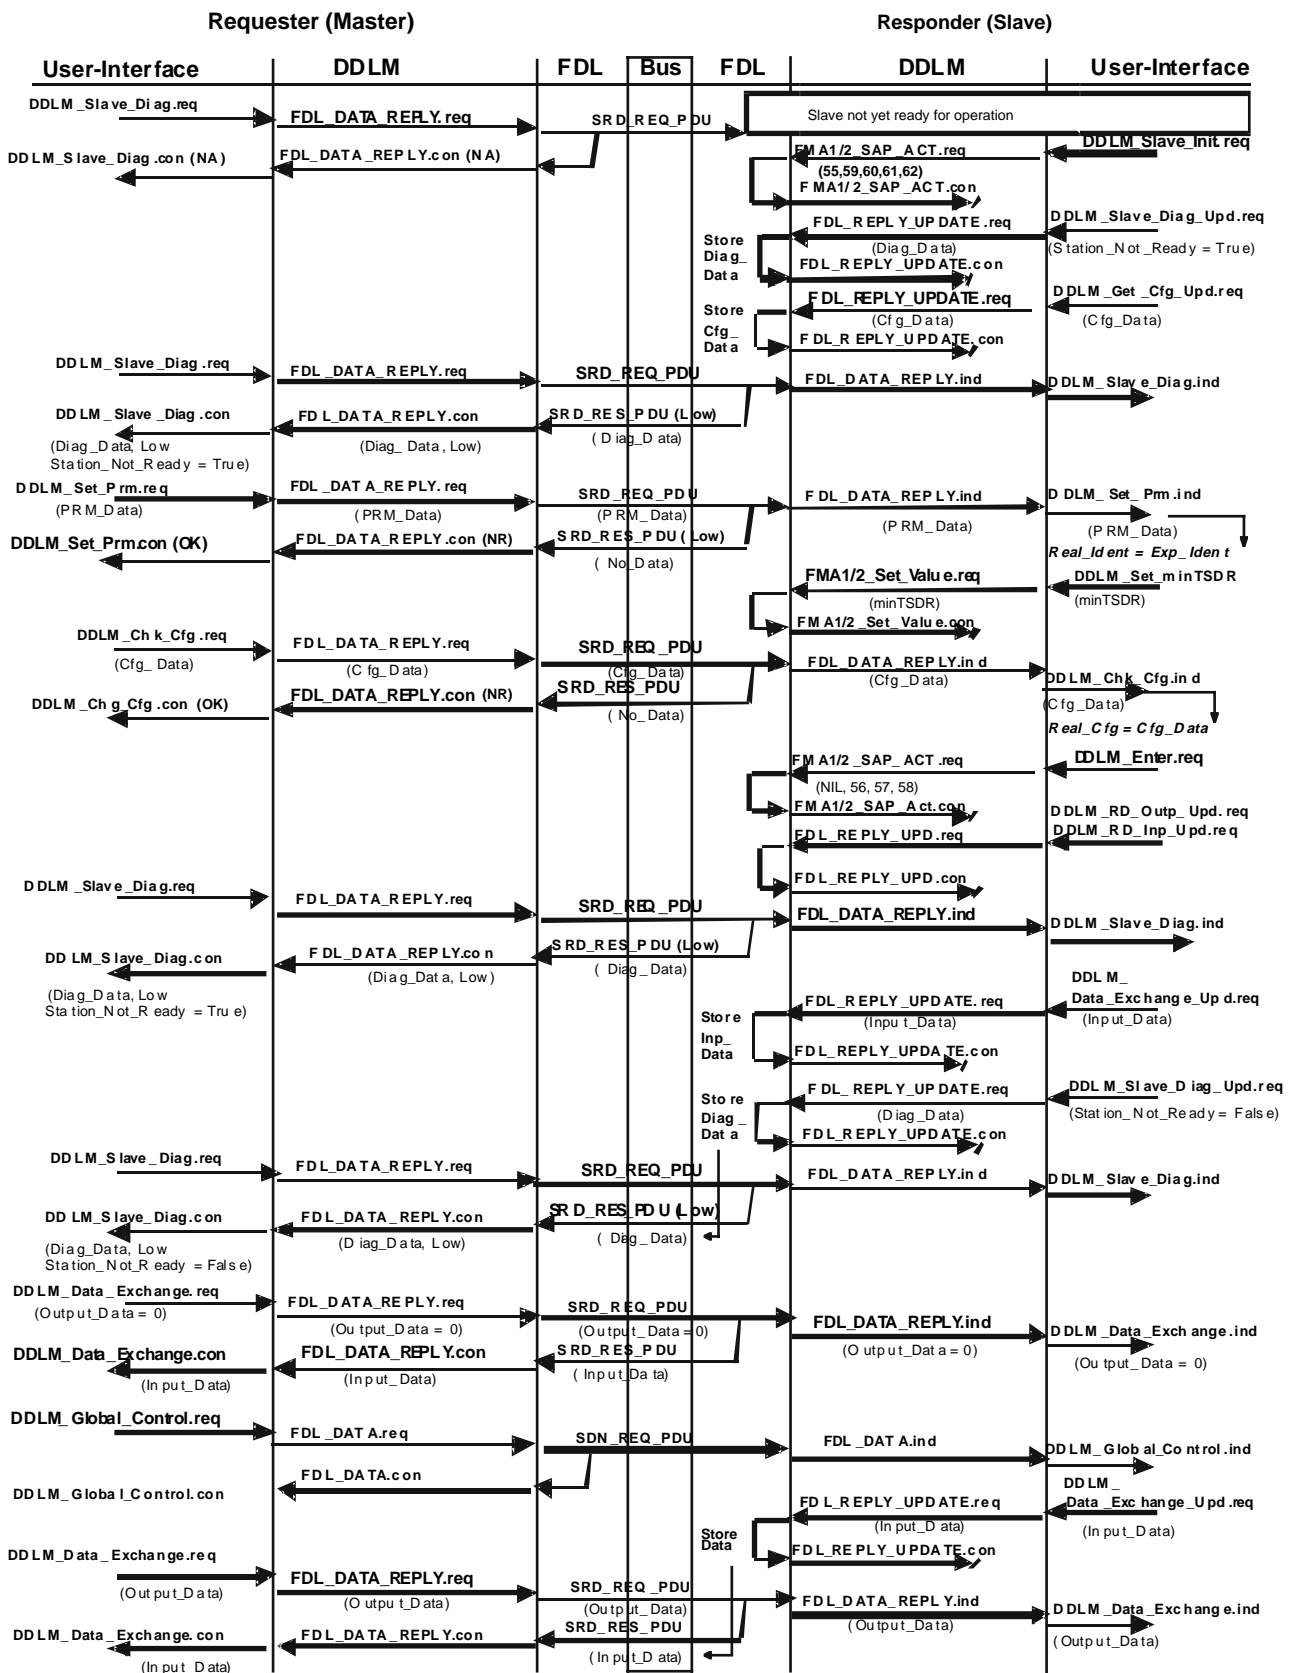 Requester (Master)
Responder (Slave)
User-Interface DDLM FDL Bus FDL DDLM User-Interface
DDLM_Slave_Diag.req
FDL_DATA_REPLY.req
SRD_REQ_PDU
Slave not yet ready for operation
DDLM_Slave_Init.req
DDLM_Slave_Diag.con (NA)
FDL_DATA_REPLY.con (NA)
FMA1/2_SAP_ACT.req
(55,59,60,61,62)
FMA1/2_SAP_ACT.con
DDLM_Slave_Diag_Upd.req
FDL_REPLY_UPDATE.req
Store
Diag_
Data
(Diag_Data)
(Station_Not_Ready = True)
FDL_REPLY_UPDATE.con
DDLM_Get_Cfg_Upd.req
FDL_REPLY_UPDATE.req
Store
Cfg_
Data
(Cfg_Data)
(Cfg_Data)
FDL_REPLY_UPDATE.con
DDLM_Slave_Diag.req
FDL_DATA_REPLY.req
SRD_REQ_PDU
FDL_DATA_REPLY.ind
DDLM_Slave_Diag.ind
DDLM_Slave_Diag.con
FDL_DATA_REPLY.con
SRD_RES_PDU (Low)
(Diag_Data, Low
Station_Not_Ready = True)
(Diag_Data, Low)
(Diag_Data)
DDLM_Set_Prm.req
FDL_DATA_REPLY.req
SRD_REQ_PDU
FDL_DATA_REPLY.ind
DDLM_Set_Prm.ind
(PRM_Data)
(PRM_Data)
(PRM_Data)
(PRM_Data)
(PRM_Data)
DDLM_Set_Prm.con (OK)
FDL_DATA_REPLY.con (NR)
SRD_RES_PDU (Low)
(No_Data)
Real_Ident = Exp_Ident
FMA1/2_Set_Value.req
DDLM_Set_minTSDR
(minTSDR)
(minTSDR)
FMA1/2_Set_Value.con
DDLM_Chk_Cfg.req
FDL_DATA_REPLY.req
SRD_REQ_PDU
FDL_DATA_REPLY.ind
DDLM_Chk_Cfg.ind
(Cfg_Data)
(Cfg_Data)
(Cfg_Data)
(Cfg_Data)
(Cfg_Data)
DDLM_Chg_Cfg.con (OK)
FDL_DATA_REPLY.con (NR)
SRD_RES_PDU
(No_Data)
Real_Cfg = Cfg_Data
FMA1/2_SAP_ACT.req
DDLM_Enter.req
(NIL, 56, 57, 58)
FMA1/2_SAP_Act.con
DDLM_RD_Outp_Upd.req
DDLM_RD_Inp_Upd.req
FDL_REPLY_UPD.req
FDL_REPLY_UPD.con
DDLM_Slave_Diag.req
FDL_DATA_REPLY.req
SRD_REQ_PDU
FDL_DATA_REPLY.ind
DDLM_Slave_Diag.ind
DDLM_Slave_Diag.con
FDL_DATA_REPLY.con
SRD_RES_PDU (Low)
(Diag_Data, Low
Station_Not_Ready = True)
(Diag_Data, Low)
(Diag_Data)
DDLM_
Data_Exchange_Upd.req
FDL_REPLY_UPDATE.req
Store
Inp_
Data
(Input_Data)
(Input_Data)
FDL_REPLY_UPDATE.con
DDLM_Slave_Diag_Upd.req
FDL_REPLY_UPDATE.req
Store
Diag_
Data
(Diag_Data)
(Station_Not_Ready = False)
FDL_REPLY_UPDATE.con
DDLM_Slave_Diag.req
FDL_DATA_REPLY.req
SRD_REQ_PDU
FDL_DATA_REPLY.ind
DDLM_Slave_Diag.ind
DDLM_Slave_Diag.con
FDL_DATA_REPLY.con
SRD_RES_PDU (Low)
(Diag_Data, Low
Station_Not_Ready = False)
(Diag_Data, Low)
(Diag_Data)
DDLM_Data_Exchange.req
FDL_DATA_REPLY.req
SRD_REQ_PDU
FDL_DATA_REPLY.ind
DDLM_Data_Exchange.ind
(Output_Data = 0)
(Output_Data = 0)
(Output_Data = 0)
(Output_Data = 0)
(Output_Data = 0)
DDLM_Data_Exchange.con
FDL_DATA_REPLY.con
SRD_RES_PDU
(Input_Data)
(Input_Data)
(Input_Data)
DDLM_Global_Control.req
FDL_DATA.req
SDN_REQ_PDU
FDL_DATA.ind
DDLM_Global_Control.ind
DDLM_Global_Control.con
FDL_DATA.con
DDLM_
Data_Exchange_Upd.req
FDL_REPLY_UPDATE.req
Store
Data
(Input_Data)
(Input_Data)
FDL_REPLY_UPDATE.con
DDLM_Data_Exchange.req
FDL_DATA_REPLY.req
SRD_REQ_PDU
FDL_DATA_REPLY.ind
DDLM_Data_Exchange.ind
(Output_Data)
(Output_Data)
(Output_Data)
(Output_Data)
(Output_Data)
DDLM_Data_Exchange.con
FDL_DATA_REPLY.con
SRD_RES_PDU
(Input_Data)
(Input_Data)